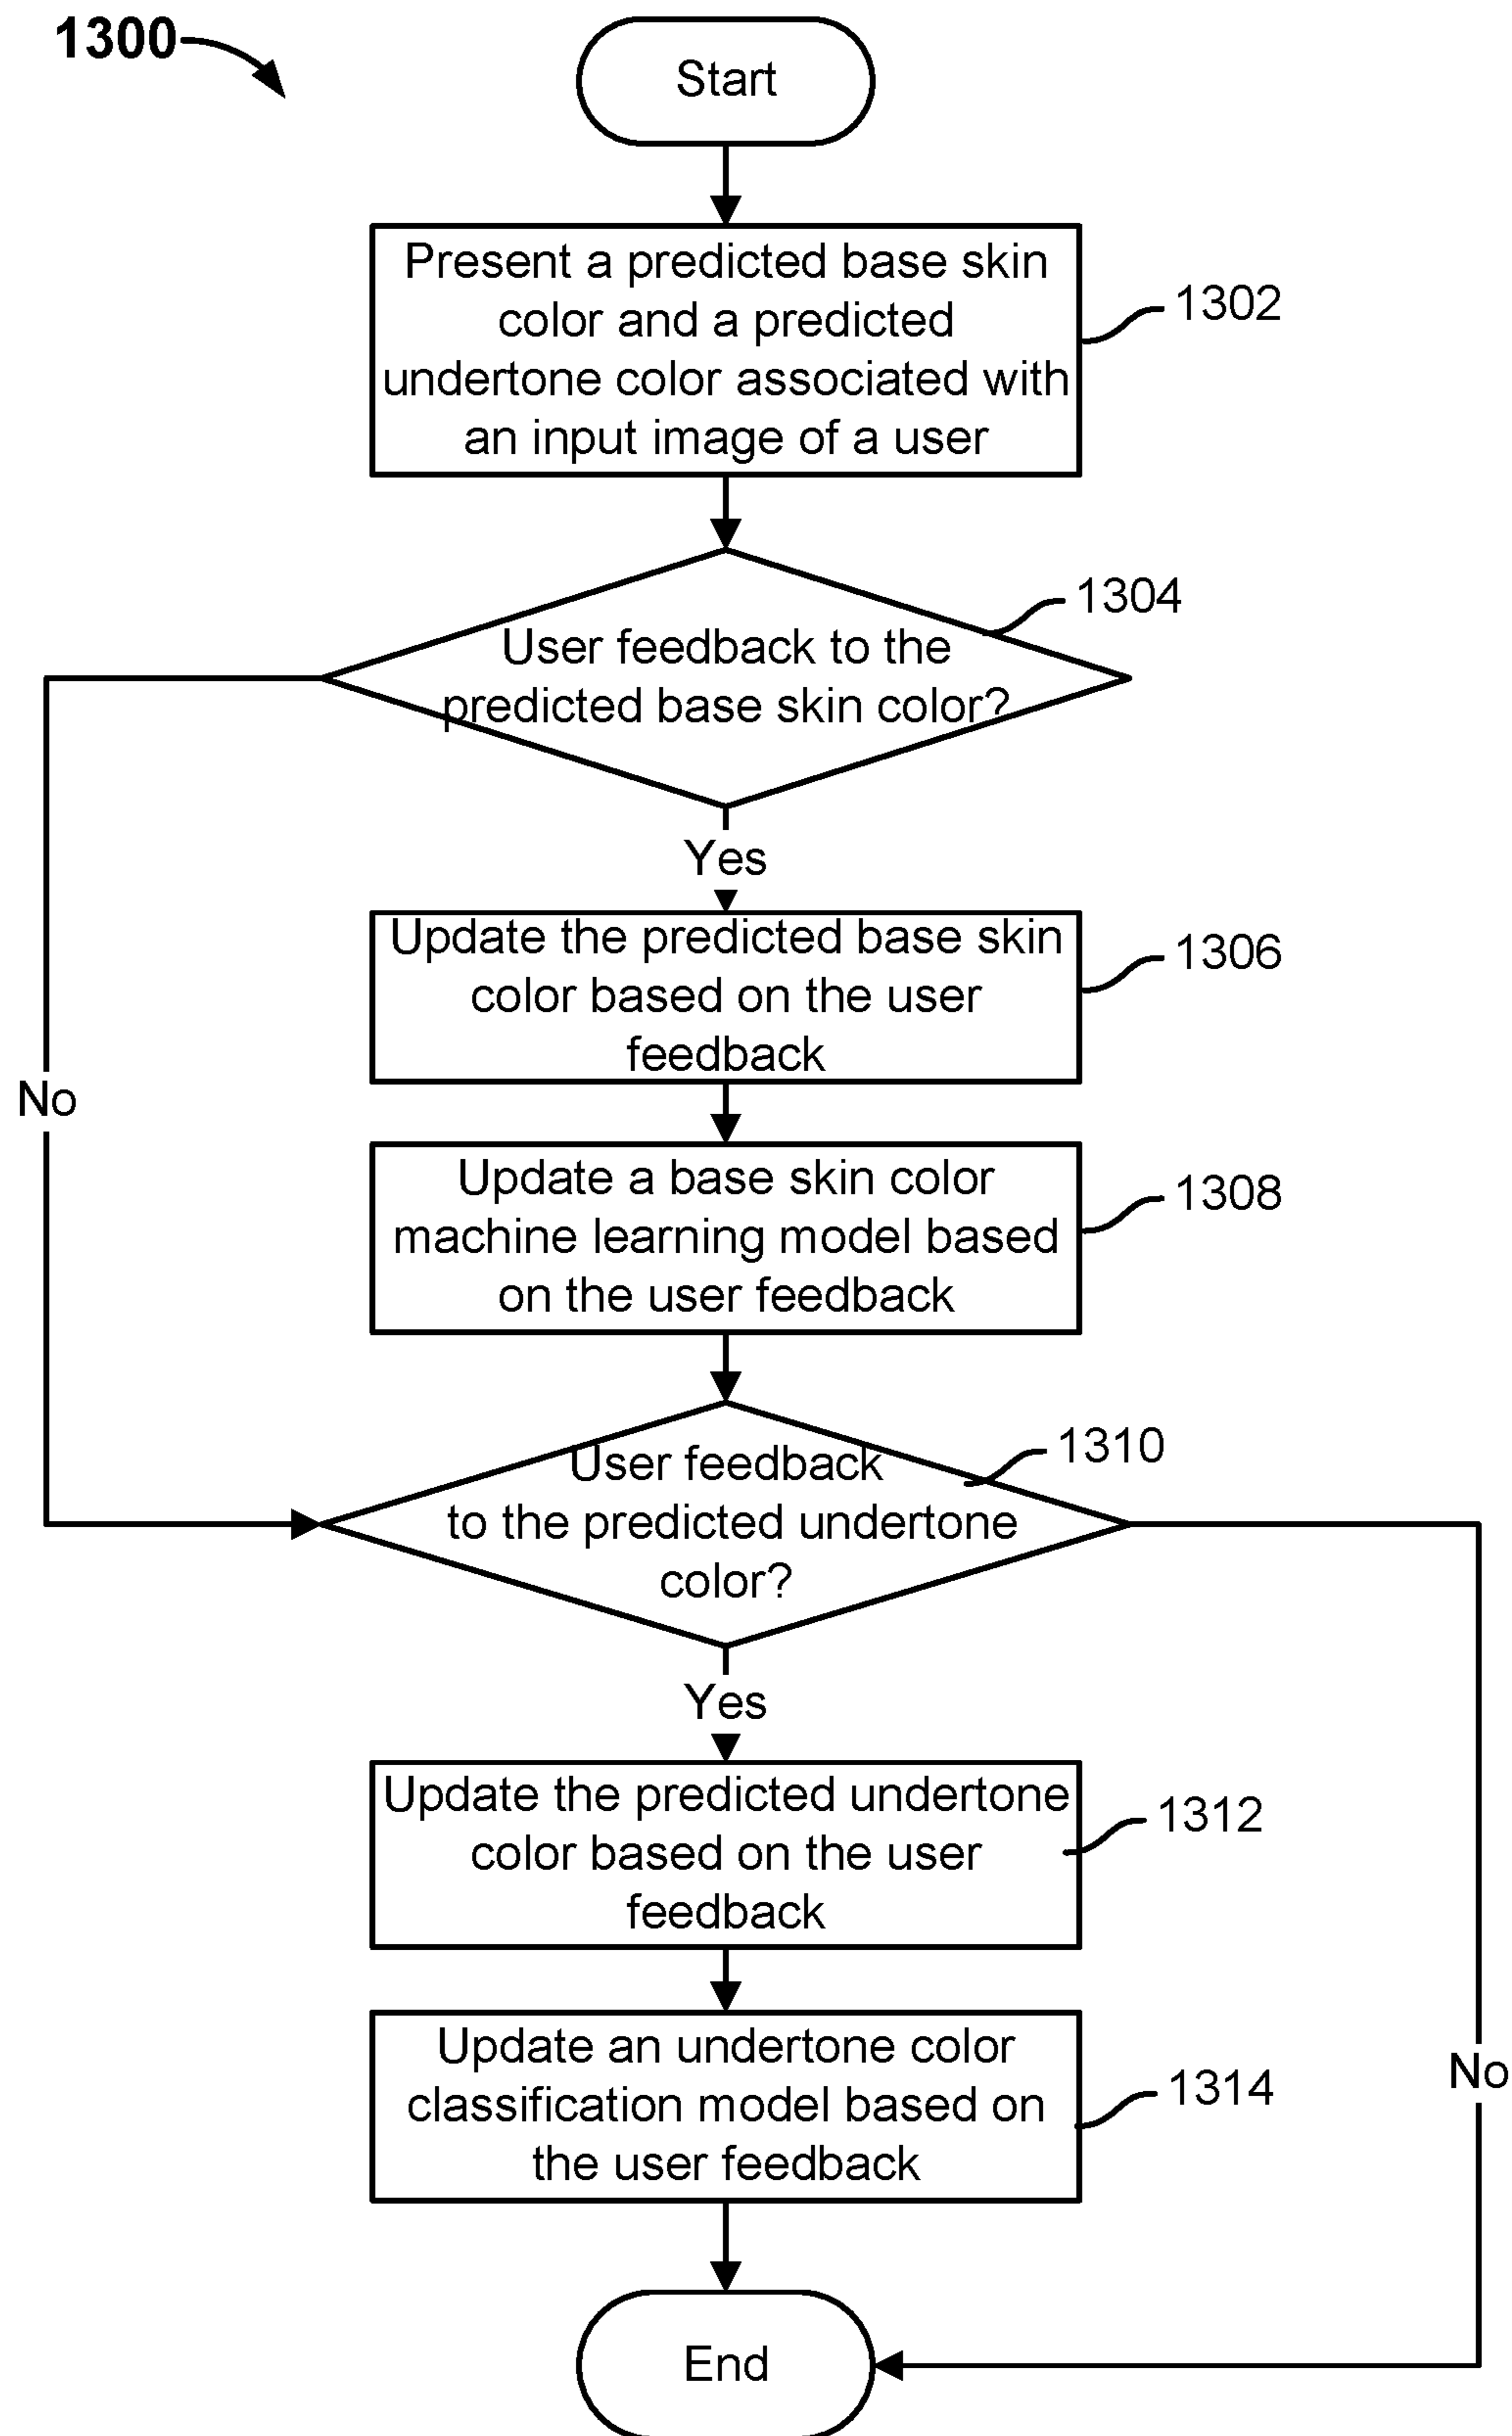 1300
Start
Present a predicted base skin
color and a predicted
undertone color associated with
an input image of a user
1302
1304
User feedback to the
predicted base skin color?
Yes
Update the predicted base skin
color based on the user
feedback
1306
No
Update a base skin color
machine learning model based
on the user feedback
1308
User feedback
to the predicted undertone
color?
1310
Yes
Update the predicted undertone
color based on the user
feedback
1312
Update an undertone color
classification model based on
the user feedback
1314
No
End